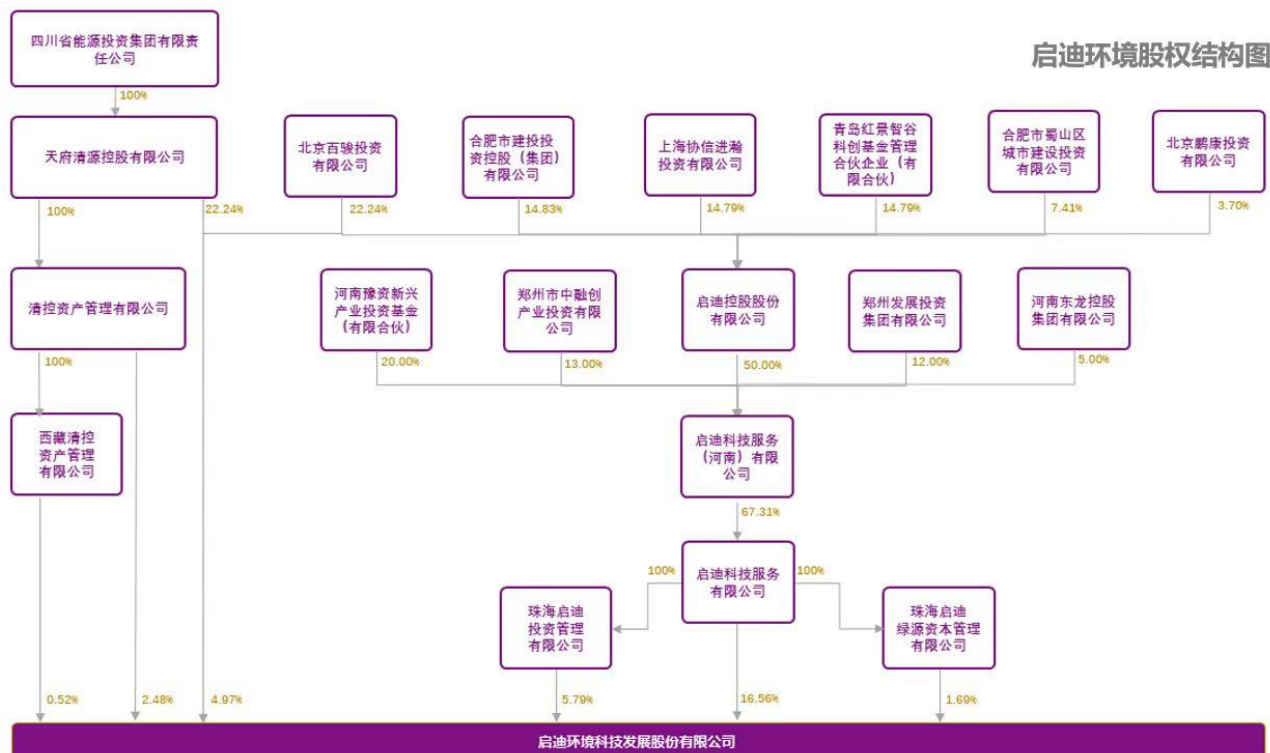 启迪环境股权结构图
四川省能源投资集团有限责
任公司
100%
天府清源控股有限公司
北京百骏投资
有限公司
合肥市建投投
资控股（集团）
有限公司
上海协信进瀚
投资有限公司
青岛红景智谷
科创基金管理
合伙企业（有
限合伙）
合肥市蜀山区
城市建设投资
有限公司
北京鹏康投资
有限公司
100%
22.24%
22.24%
14.83%
14.79%
14.79%
7.41%
3.70%
清控资产管理有限公司
河南豫资新兴
产业投资基金
（有限合伙）
郑州市中融创
产业投资有限
公司
启迪控股股份
有限公司
郑州发展投资
集团有限公司
河南东龙控股
集团有限公司
100%
20.00%
13.00%
50.00%
12.00%
5.00%
西藏清控
资产管理
有限公司
启迪科技服务
（河南）有限
公司
67.31%
启迪科技服务
有限公司
100%
100%
珠海启迪
投资管理
有限公司
珠海启迪
绿源资本管理
有限公司
0.52%
2.48%
4.97%
5.79%
16.56%
1.69%
启迪环境科技发展股份有限公司